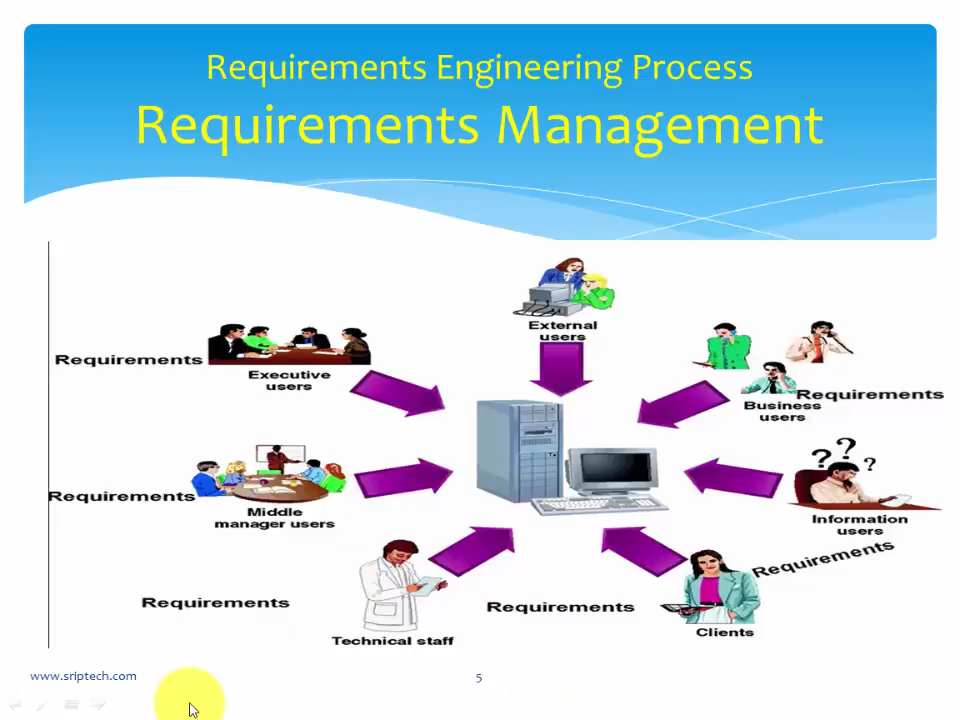 Requirements Engineering Process
Requirements Management
External
users
Requirements
Executive
users
Requirements
Business
users
Requirements
Middle
manager users
? ? ?
Information
users
Requirements
Requirements
Technical staff
Requirements
Clients
www.sriptech.com
5